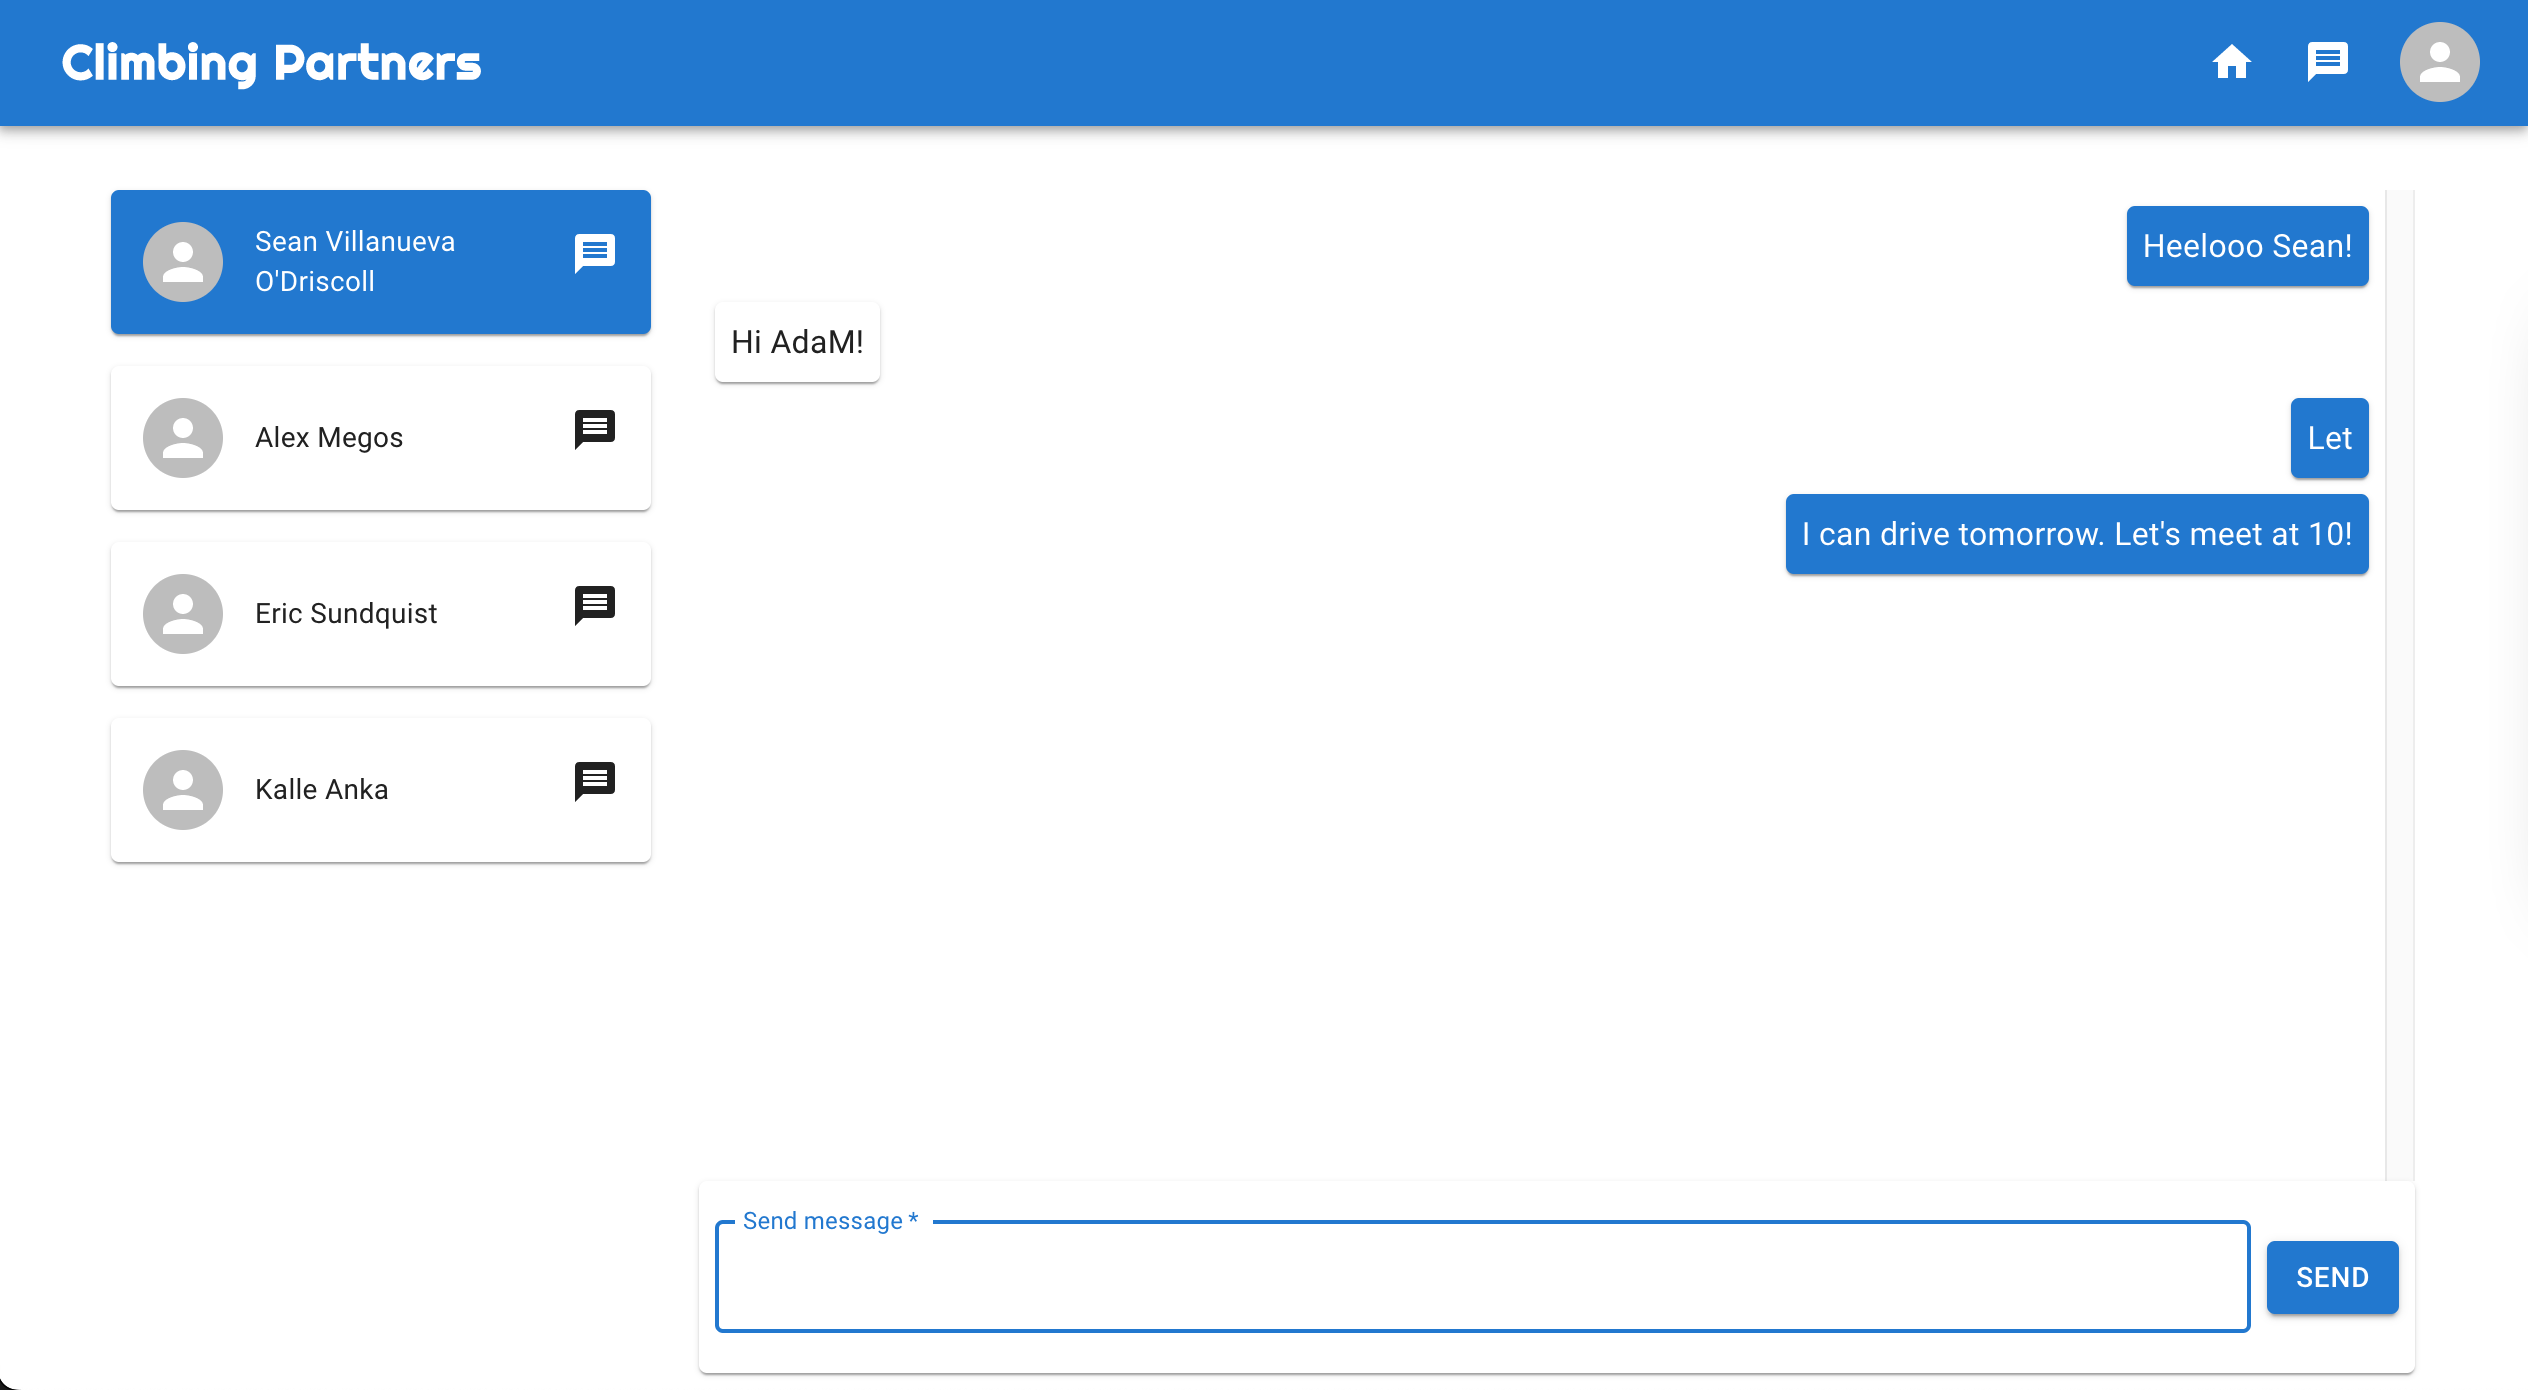 Climbing Partners
Sean Villanueva
O'Driscoll
Alex Megos
Eric Sundquist
Kalle Anka
Heelooo Sean!
Hi AdaM!
Let
I can drive tomorrow. Let's meet at 10!
Send message *
SEND